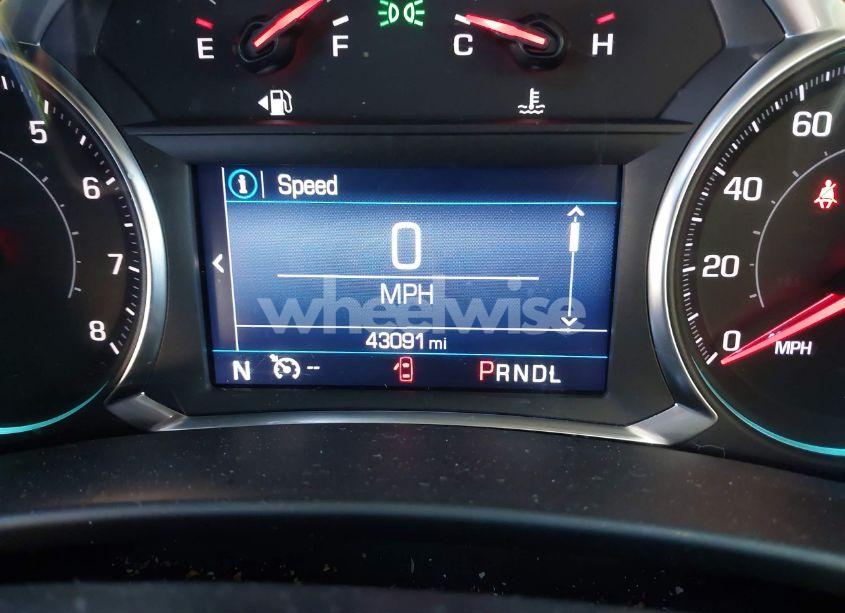 E F C H
5
6
7
8
i Speed
0
MPH
wheelwise
43091 mi
N -- PRNDL
60
40
20
0
MPH